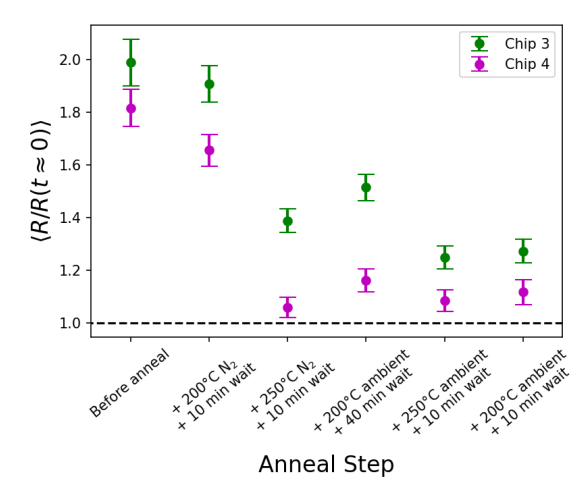 Chip 3
Chip 4
⟨R/R(t ≈ 0)⟩
2.0
1.8
1.6
1.4
1.2
1.0
Before anneal
+ 200°C N₂
+ 10 min wait
+ 250°C N₂
+ 10 min wait
+ 200°C ambient
+ 40 min wait
+ 250°C ambient
+ 10 min wait
+ 200°C ambient
+ 10 min wait
Anneal Step